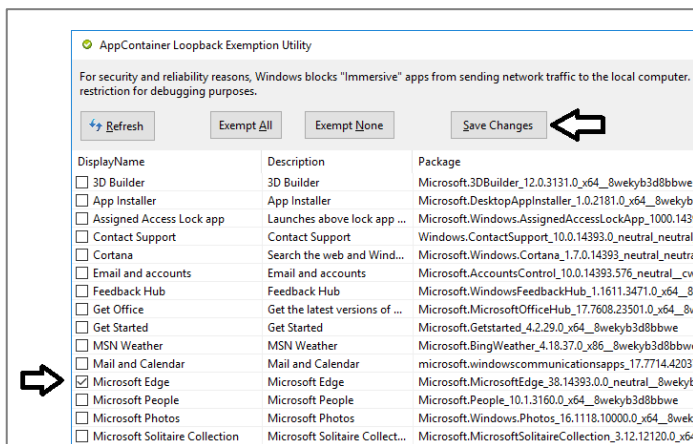 AppContainer Loopback Exemption Utility
For security and reliability reasons, Windows blocks "Immersive" apps from sending network traffic to the local computer.
restriction for debugging purposes.
Refresh Exempt All Exempt None Save Changes
DisplayName Description Package
3D Builder 3D Builder Microsoft.3DBuilder_12.0.3131.0_x64__8wekyb3d8bbwe
App Installer App Installer Microsoft.DesktopAppInstaller_1.0.2181.0_x64__8wekyb
Assigned Access Lock app Launches above lock app ... Microsoft.Windows.AssignedAccessLockApp_1000.1439
Contact Support Contact Support Windows.ContactSupport_10.0.14393.0_neutral_neutral
Cortana Search the web and Wind... Microsoft.Windows.Cortana_1.7.0.14393_neutral_neutra
Email and accounts Email and accounts Microsoft.AccountsControl_10.0.14393.576_neutral__cw
Feedback Hub Feedback Hub Microsoft.WindowsFeedbackHub_1.1611.3471.0_x64__8
Get Office Get the latest versions of ... Microsoft.MicrosoftOfficeHub_17.7608.23501.0_x64__8w
Get Started Get Started Microsoft.Getstarted_4.2.29.0_x64__8wekyb3d8bbwe
MSN Weather MSN Weather Microsoft.BingWeather_4.18.37.0_x86__8wekyb3d8bbwe
Mail and Calendar Mail and Calendar microsoft.windowscommunicationsapps_17.7714.42037
Microsoft Edge Microsoft Edge Microsoft.MicrosoftEdge_38.14393.0.0_neutral__8wekyb
Microsoft People Microsoft People Microsoft.People_10.1.3160.0_x64__8wekyb3d8bbwe
Microsoft Photos Microsoft Photos Microsoft.Windows.Photos_16.1118.10000.0_x64__8wek
Microsoft Solitaire Collection Microsoft Solitaire Collect... Microsoft.MicrosoftSolitaireCollection_3.12.12120.0_x64